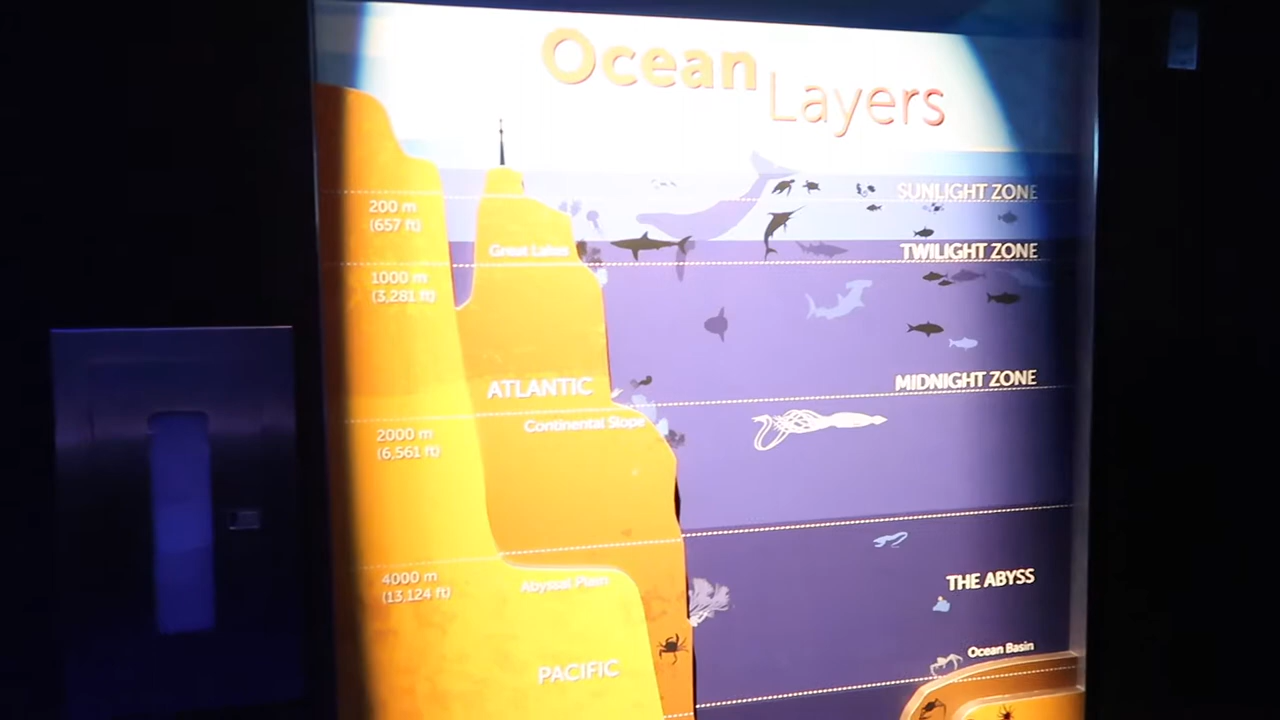 Ocean
Layers
SUNLIGHT ZONE
200 m
(657 ft)
Great Lakes
TWILIGHT ZONE
1000 m
(3,281 ft)
MIDNIGHT ZONE
ATLANTIC
Continental Slope
2000 m
(6,561 ft)
THE ABYSS
4000 m
(13,124 ft)
Abyssal Plain
Ocean Basin
PACIFIC